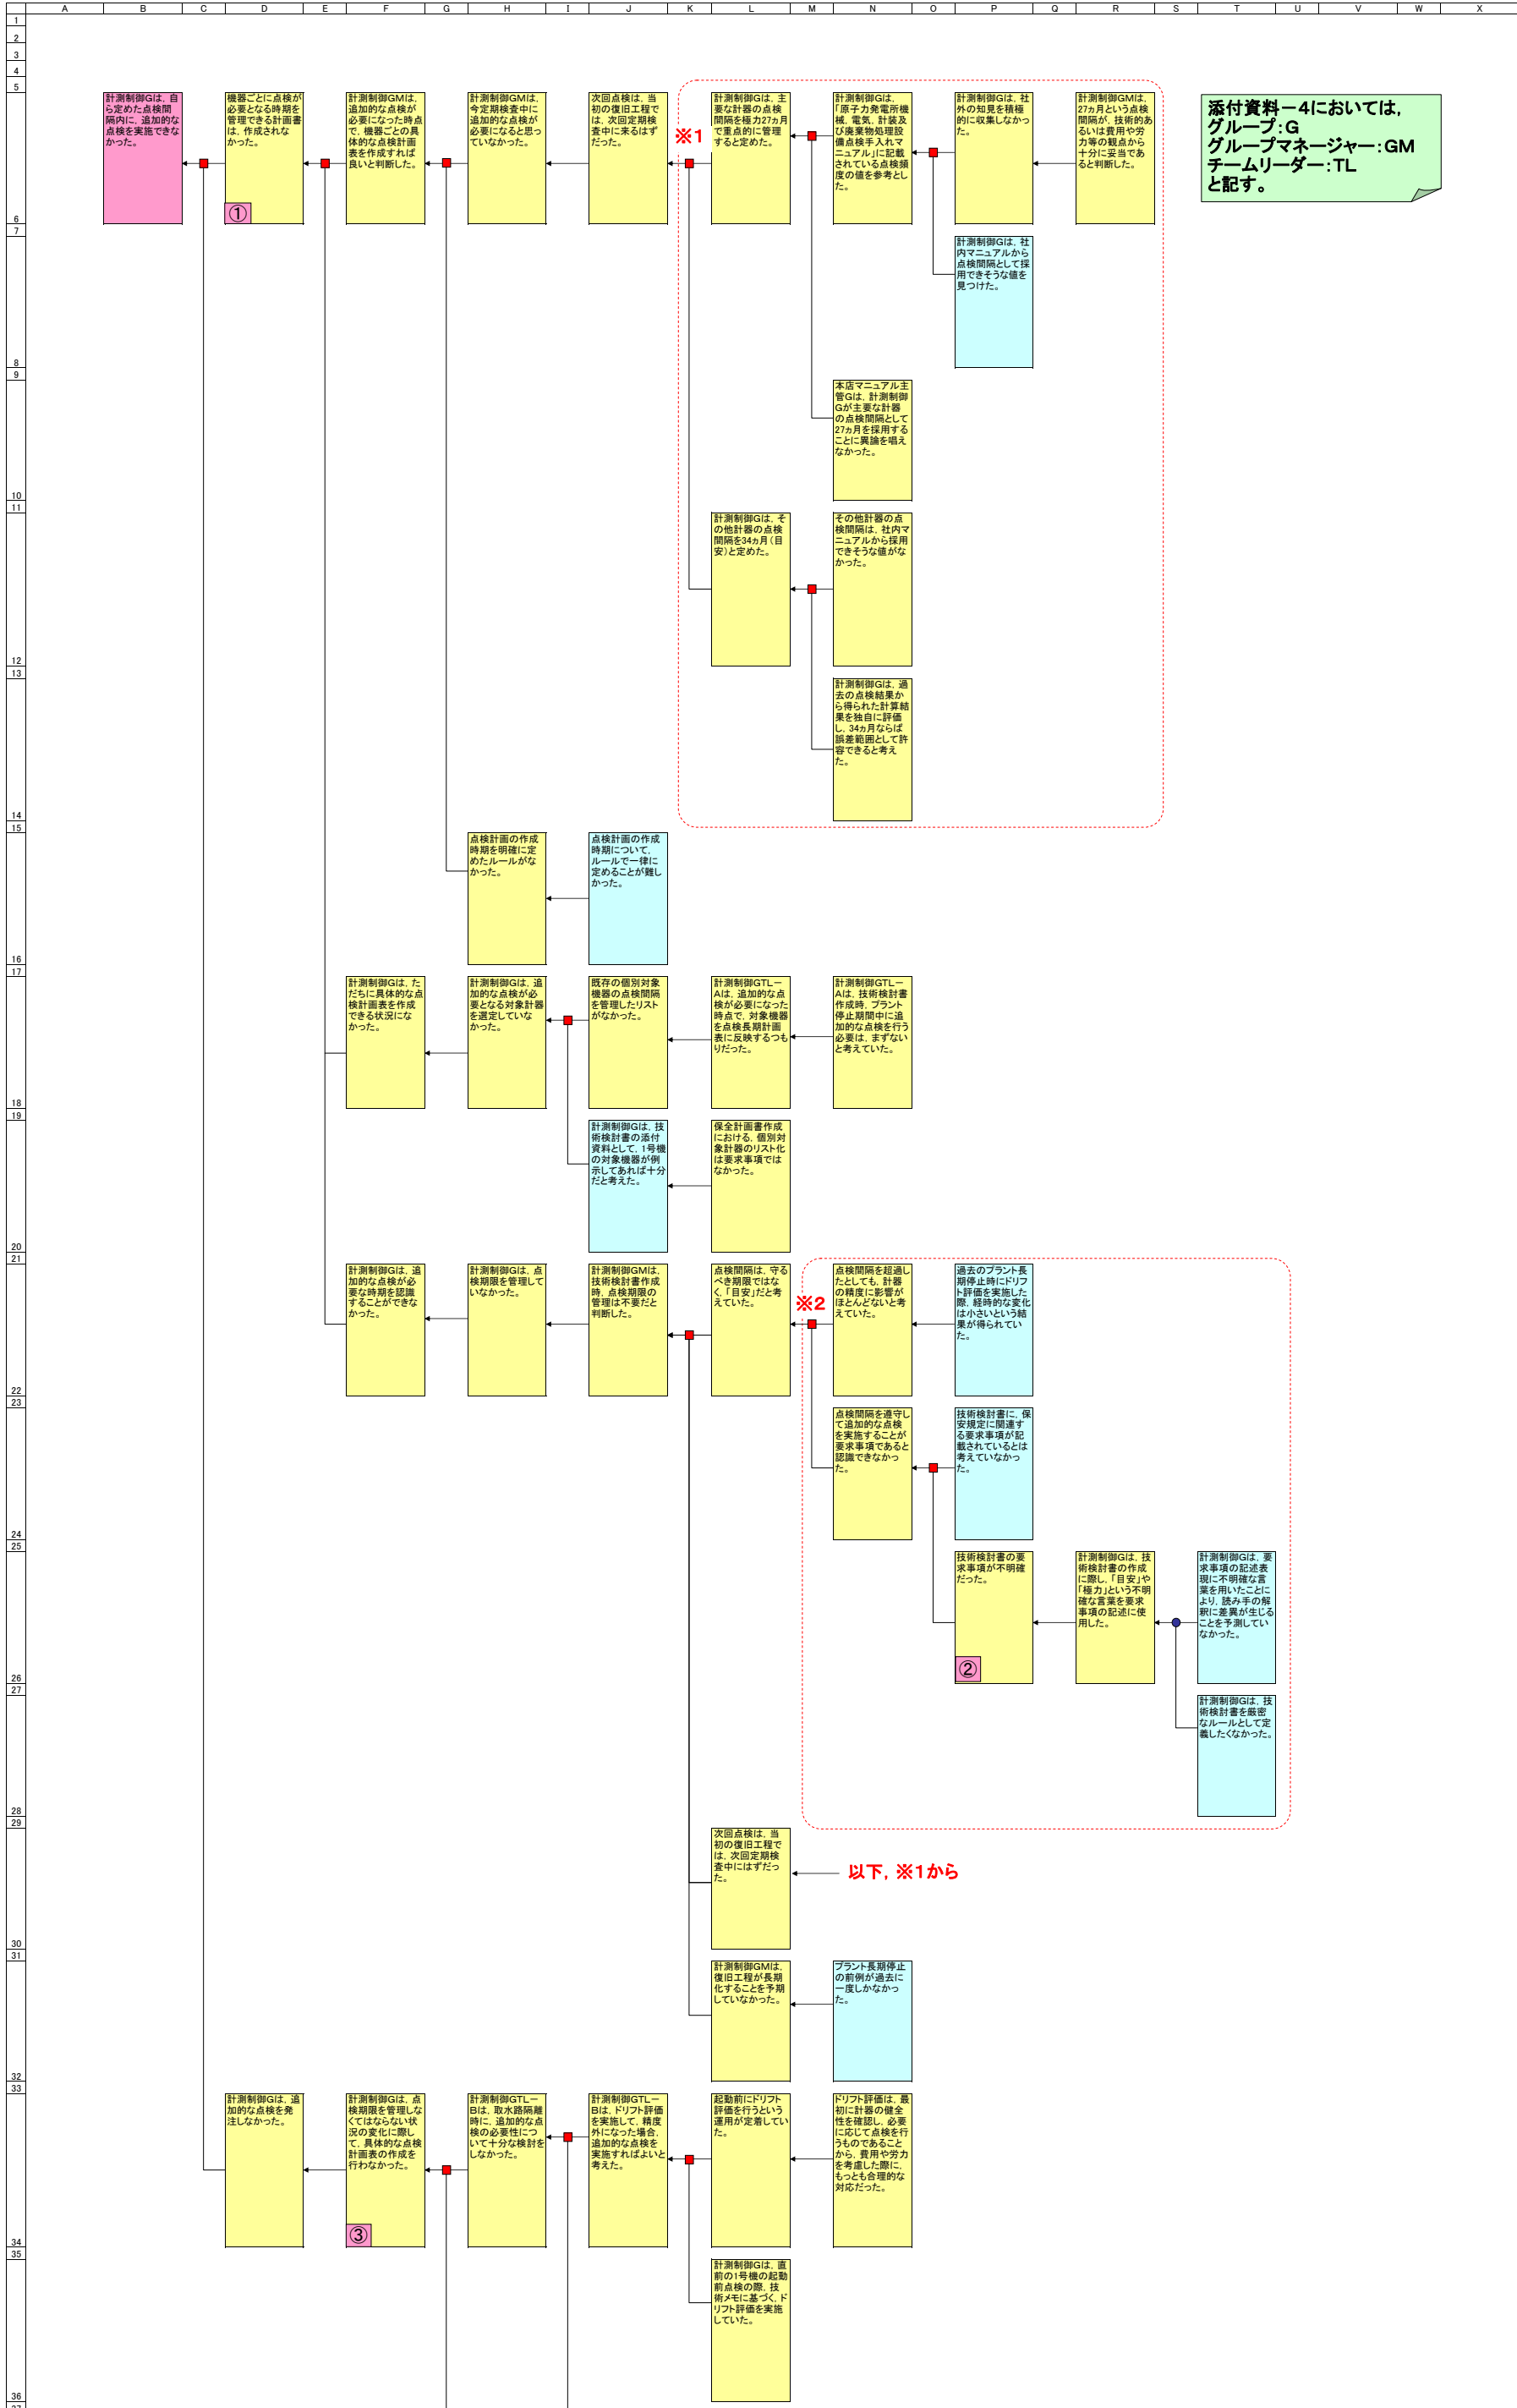 A B C D E F G H I J K L M N O P Q R S T U V W X
1
2
3
4
5
計測制御Gは、自
ら定めた点検間
隔内に、追加的な
点検を実施できな
かった。
機器ごとに点検が
必要となる時期を
管理できる計画書
は、作成されな
かった。
①
計測制御GMは、
追加的な点検が
必要になった時点
で、機器ごとの具
体的な点検計画
表を作成すれば
良いと判断した。
計測制御GMは、
今定期検査中に
追加的な点検が
必要になると思っ
ていなかった。
次回点検は、当
初の復旧工程で
は、次回定期検
査中に来るはず
だった。
※1
計測制御Gは、主
要な計器の点検
間隔を極力27ヵ月
で重点的に管理
すると定めた。
計測制御Gは、
「原子力発電所機
械、電気、計装及
び廃棄物処理設
備点検手入れマ
ニュアル」に記載
されている点検頻
度の値を参考とし
た。
計測制御Gは、社
外の知見を積極
的に収集しなかっ
た。
計測制御GMは、
27ヵ月という点検
間隔が、技術的あ
るいは費用や労
力等の観点から
十分に妥当であ
ると判断した。
添付資料－4においては，
グループ：G
グループマネージャー：GM
チームリーダー：TL
と記す。
6
7
計測制御Gは、社
内マニュアルから
点検間隔として採
用できそうな値を
見つけた。
8
9
本店マニュアル主
管Gは、計測制御
Gが主要な計器
の点検間隔として
27ヵ月を採用する
ことに異論を唱え
なかった。
10
11
計測制御Gは、そ
の他計器の点検
間隔を34ヵ月（目
安）と定めた。
その他計器の点
検間隔は、社内マ
ニュアルから採用
できそうな値がな
かった。
12
13
計測制御Gは、過
去の点検結果か
ら得られた計算結
果を独自に評価
し、34ヵ月ならば
誤差範囲として許
容できると考え
た。
14
15
点検計画の作成
時期を明確に定
めたルールがな
かった。
点検計画の作成
時期について、
ルールで一律に
定めることが難し
かった。
16
17
計測制御Gは、た
だちに具体的な点
検計画表を作成
できる状況にな
かった。
計測制御Gは、追
加的な点検が必
要となる対象計器
を選定していな
かった。
既存の個別対象
機器の点検間隔
を管理したリスト
がなかった。
計測制御GTL－
Aは、追加的な点
検が必要になった
時点で、対象機器
を点検長期計画
表に反映するつも
りだった。
計測制御GTL－
Aは、技術検討書
作成時、プラント
停止期間中に追
加的な点検を行う
必要は、まずない
と考えていた。
18
19
計測制御Gは、技
術検討書の添付
資料として、1号機
の対象機器が例
示してあれば十分
だと考えた。
保全計画書作成
における、個別対
象計器のリスト化
は要求事項では
なかった。
20
21
計測制御Gは、追
加的な点検が必
要な時期を認識
することができな
かった。
計測制御Gは、点
検期限を管理して
いなかった。
計測制御GMは、
技術検討書作成
時、点検期限の
管理は不要だと
判断した。
点検間隔は、守る
べき期限ではな
く、「目安」だと考
えていた。
※2
点検間隔を超過し
たとしても、計器
の精度に影響が
ほとんどないと考
えていた。
過去のプラント長
期停止時にドリフ
ト評価を実施した
際、経時的な変化
は小さいという結
果が得られてい
た。
22
23
点検間隔を遵守し
て追加的な点検
を実施することが
要求事項であると
認識できなかっ
た。
技術検討書に、保
安規定に関連す
る要求事項が記
載されているとは
考えていなかっ
た。
24
25
技術検討書の要
求事項が不明確
だった。
②
計測制御Gは、技
術検討書の作成
に際し、「目安」や
「極力」という不明
確な言葉を要求
事項の記述に使
用した。
計測制御Gは、要
求事項の記述表
現に不明確な言
葉を用いたことに
より、読み手の解
釈に差異が生じる
ことを予測してい
なかった。
26
27
計測制御Gは、技
術検討書を厳密
なルールとして定
義したくなかった。
28
29
次回点検は、当
初の復旧工程で
は、次回定期検
査中にはずだっ
た。
以下，※1から
30
31
計測制御GMは、
復旧工程が長期
化することを予期
していなかった。
プラント長期停止
の前例が過去に
一度しかなかっ
た。
32
33
計測制御Gは、追
加的な点検を発
注しなかった。
計測制御Gは、点
検期限を管理しな
くてはならない状
況の変化に際し
て、具体的な点検
計画表の作成を
行わなかった。
③
計測制御GTL－
Bは、取水路隔離
時に、追加的な点
検の必要性につ
いて十分な検討を
しなかった。
計測制御GTL－
Bは、ドリフト評価
を実施して、精度
外になった場合、
追加的な点検を
実施すればよいと
考えた。
起動前にドリフト
評価を行うという
運用が定着してい
た。
ドリフト評価は、最
初に計器の健全
性を確認し、必要
に応じて点検を行
うものであること
から、費用や労力
を考慮した際に、
もっとも合理的な
対応だった。
34
35
計測制御Gは、直
前の1号機の起動
前点検の際、技
術メモに基づく、ド
リフト評価を実施
していた。
36
37